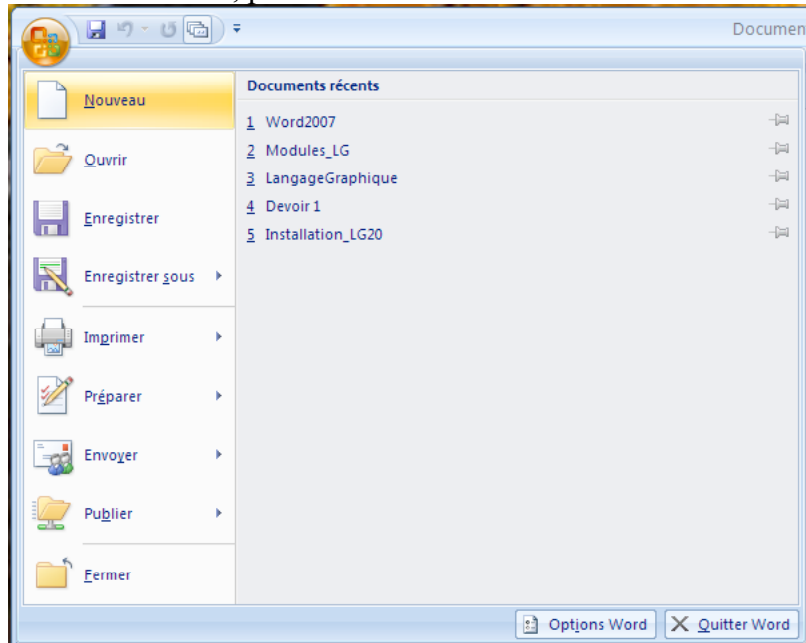 Documen
Nouveau
Ouvrir
Enregistrer
Enregistrer sous
Imprimer
Préparer
Envoyer
Publier
Fermer
Documents récents
1 Word2007
2 Modules_LG
3 LangageGraphique
4 Devoir 1
5 Installation_LG20
Options Word
Quitter Word